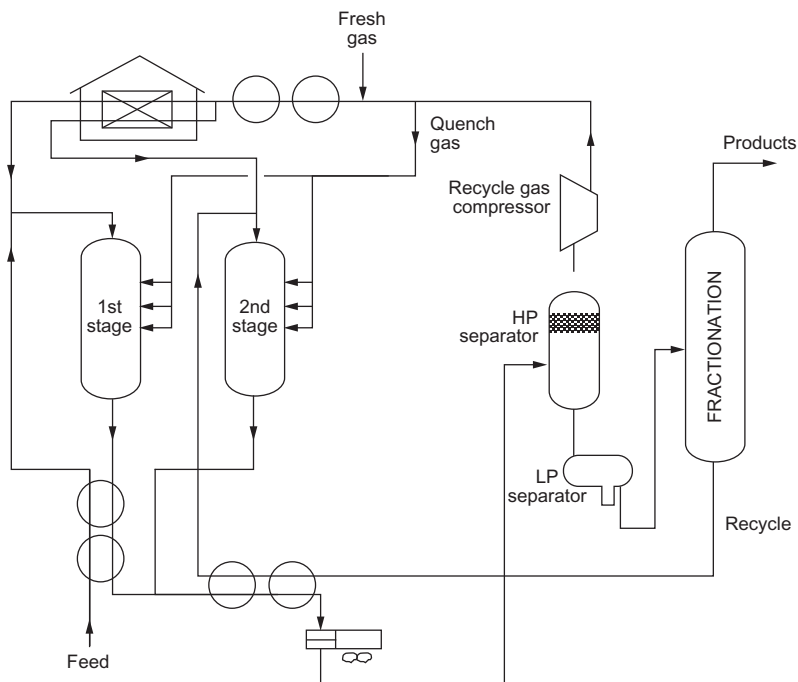 Fresh
gas
Quench
gas
Products
Recycle gas
compressor
1st
stage
2nd
stage
HP
separator
FRACTIONATION
LP
separator
Recycle
Feed